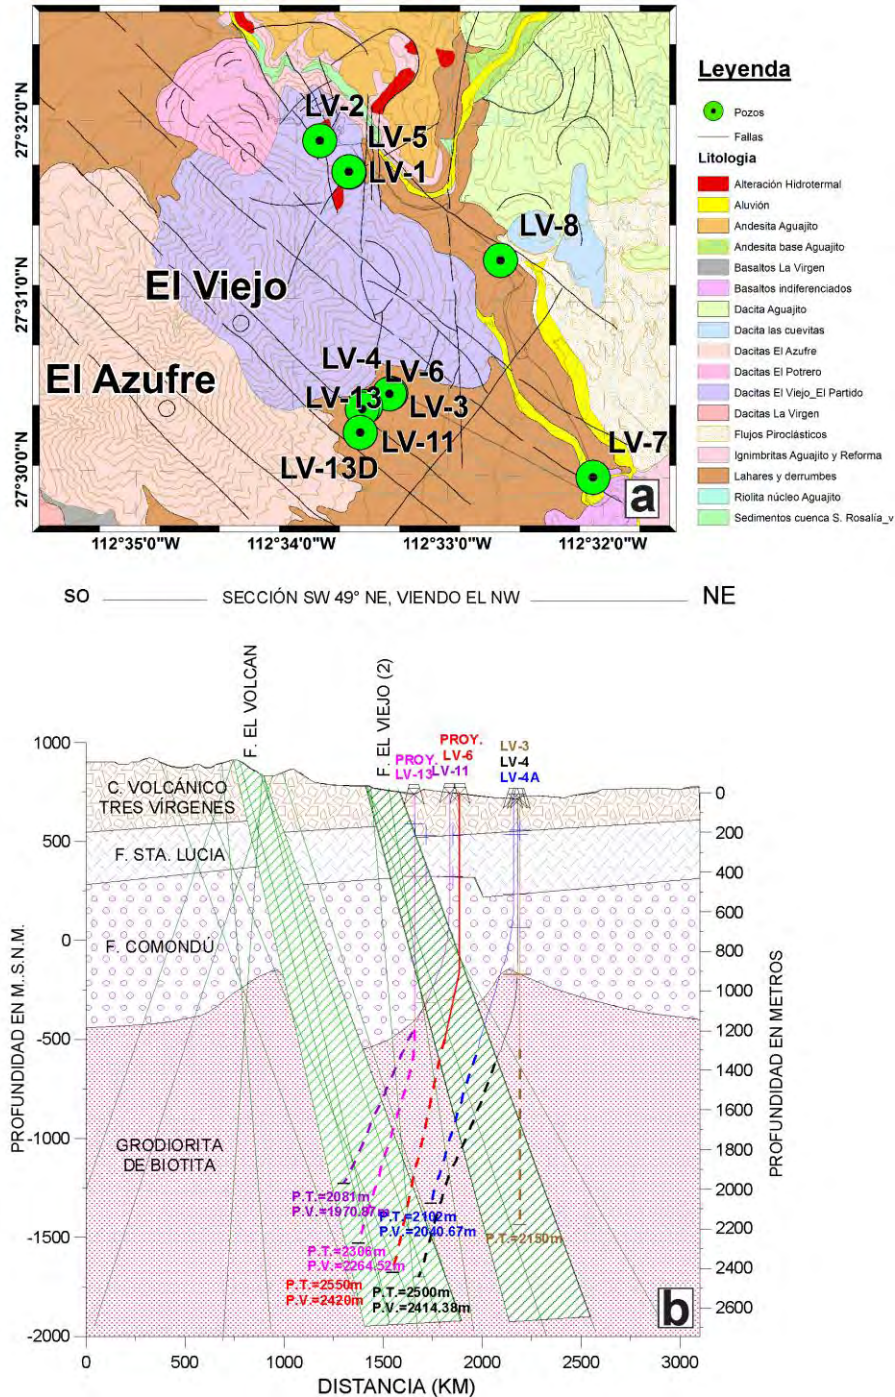 27°32'0"N
27°31'0"N
27°30'0"N
LV-2
LV-5
LV-1
LV-8
El Viejo
El Azufre
LV-4
LV-6
LV-13
LV-3
LV-11
LV-13D
LV-7
a
112°35'0"W
112°34'0"W
112°33'0"W
112°32'0"W
Leyenda
Pozos
Fallas
Litologia
Alteración Hidrotermal
Aluvión
Andesita Aguajito
Andesita base Aguajito
Basaltos La Virgen
Basaltos indiferenciados
Dacita Aguajito
Dacita las cuevitas
Dacitas El Azufre
Dacitas El Potrero
Dacitas El Viejo_El Partido
Dacitas La Virgen
Flujos Piroclásticos
Ignimbritas Aguajito y Reforma
Lahares y derrumbes
Riolita núcleo Aguajito
Sedimentos cuenca S. Rosalía_v
SO
SECCIÓN SW 49° NE, VIENDO EL NW
NE
F. EL VOLCAN
F. EL VIEJO (2)
PROY.
LV-13
PROY.
LV-6
LV-11
LV-3
LV-4
LV-4A
C. VOLCÁNICO
TRES VÍRGENES
F. STA. LUCIA
F. COMONDÚ
GRODIORITA
DE BIOTITA
P.T.=2081m
P.V.=1970.87m
P.T.=2102m
P.V.=2040.67m
P.T.=2150m
P.T.=2306m
P.V.=2264.52m
P.T.=2550m
P.V.=2420m
P.T.=2500m
P.V.=2414.38m
b
PROFUNDIDAD EN M .S.N.M.
1000
500
0
-500
-1000
-1500
-2000
PROFUNDIDAD EN METROS
0
200
400
600
800
1000
1200
1400
1600
1800
2000
2200
2400
2600
0
500
1000
1500
2000
2500
3000
DISTANCIA (KM)